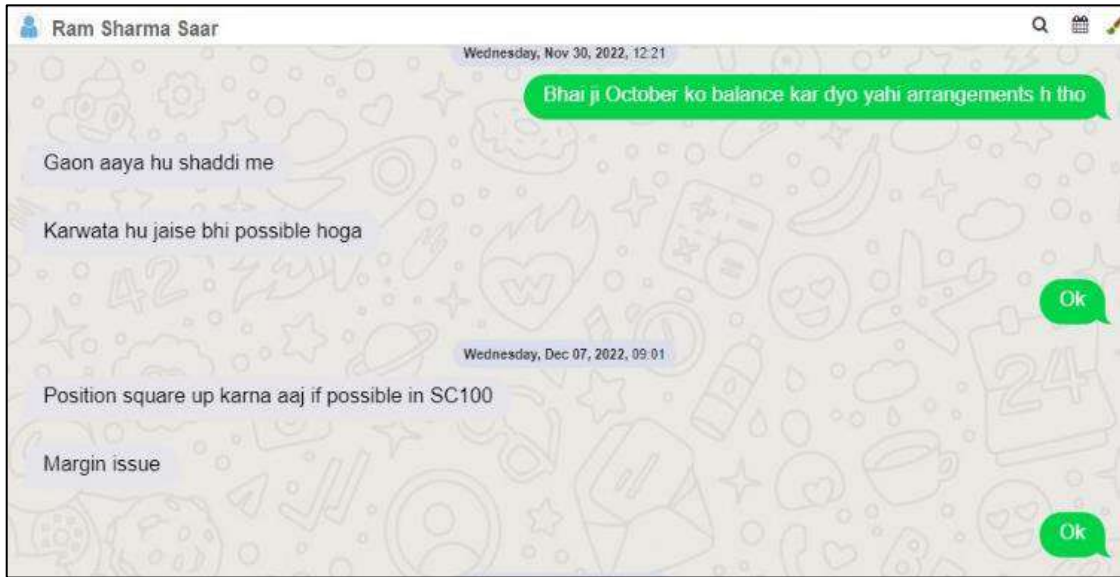 Ram Sharma Saar
Wednesday, Nov 30, 2022, 12:21
Bhai ji October ko balance kar dyo yahi arrangements h tho
Gaon aaya hu shaddi me
Karwata hu jaise bhi possible hoga
Ok
Wednesday, Dec 07, 2022, 09:01
Position square up karna aaj if possible in SC100
Margin issue
Ok